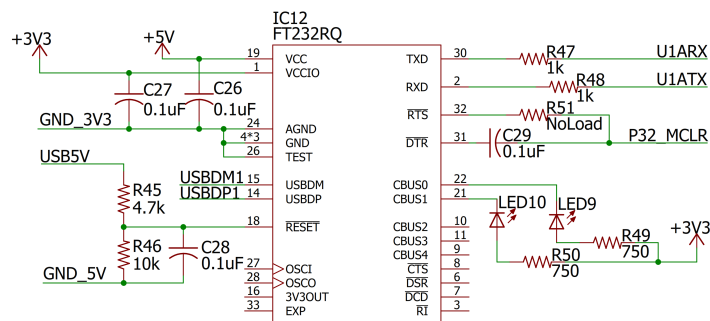 IC12
FT232RQ
+3V3
+5V
19 VCC
1 VCCIO
C27
0.1uF
C26
0.1uF
GND_3V3
24 AGND
4*3 GND
26 TEST
USB5V
USBDM1 15 USBDM
USBDP1 14 USBDP
R45
4.7k
18 RESET
R46
10k
C28
0.1uF
GND_5V
27 OSCI
28 OSCO
16 3V3OUT
33 EXP
TXD 30 R47 U1ARX
1k
RXD 2 R48 U1ATX
1k
RTS 32 R51
NoLoad
DTR 31 C29 P32_MCLR
0.1uF
CBUS0 22
CBUS1 21
LED10 LED9
CBUS2 10
CBUS3 11
CBUS4 9
CTS 8
DSR 6
DCD 7
RI 3
R49
750
R50
750
+3V3